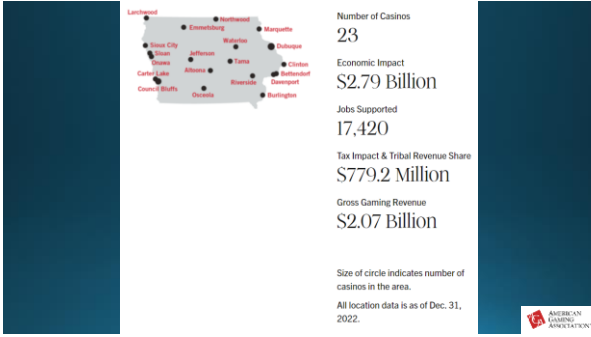 Larchwood
Northwood
Emmetsburg
Marquette
Waterloo
Sioux City
Dubuque
Sloan
Jefferson
Onawa
Tama
Clinton
Carter Lake
Altoona
Bettendorf
Riverside
Davenport
Council Bluffs
Osceola
Burlington
Number of Casinos
23
Economic Impact
$2.79 Billion
Jobs Supported
17,420
Tax Impact & Tribal Revenue Share
$779.2 Million
Gross Gaming Revenue
$2.07 Billion
Size of circle indicates number of
casinos in the area.
All location data is as of Dec. 31,
2022.
AMERICAN
GAMING
ASSOCIATION